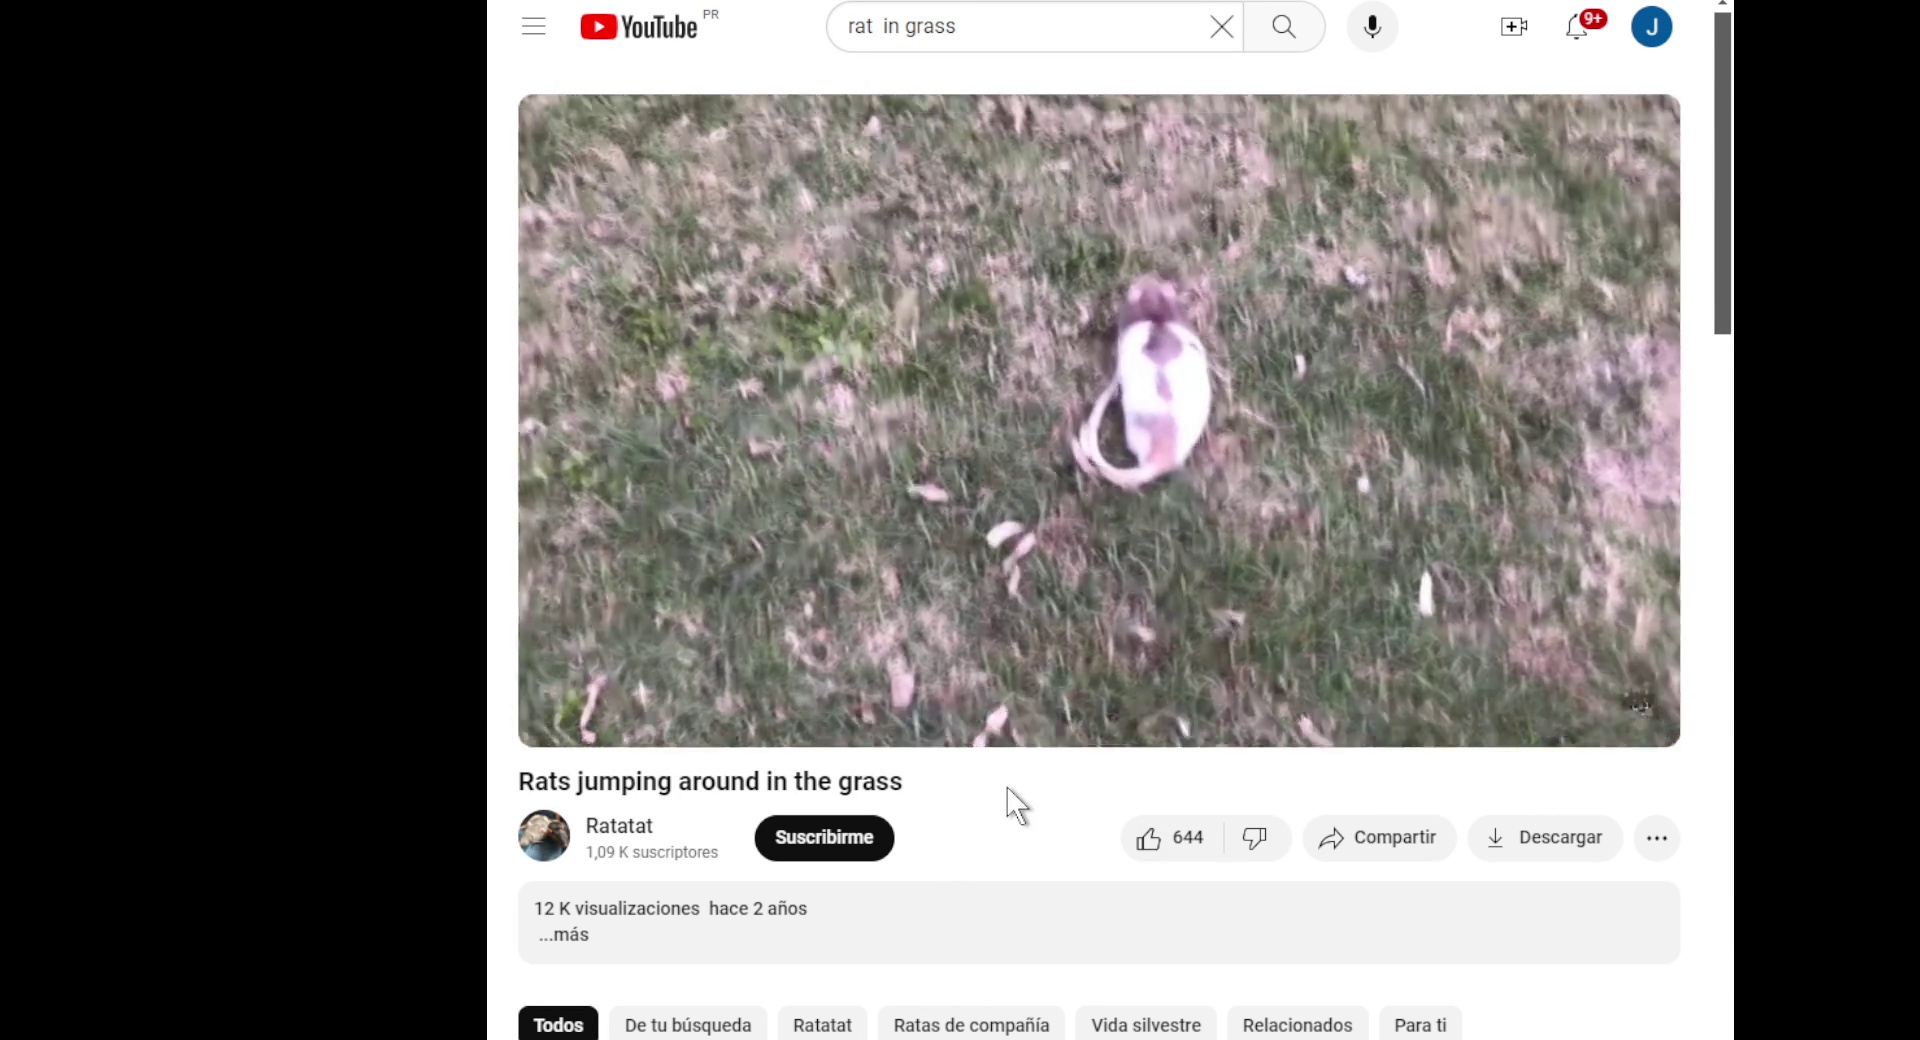 YouTube PR
rat in grass
9+
J
Rats jumping around in the grass
Ratatat
1,09 K suscriptores
Suscribirme
644
Compartir
Descargar
12 K visualizaciones hace 2 años
...más
Todos
De tu búsqueda
Ratatat
Ratas de compañía
Vida silvestre
Relacionados
Para ti